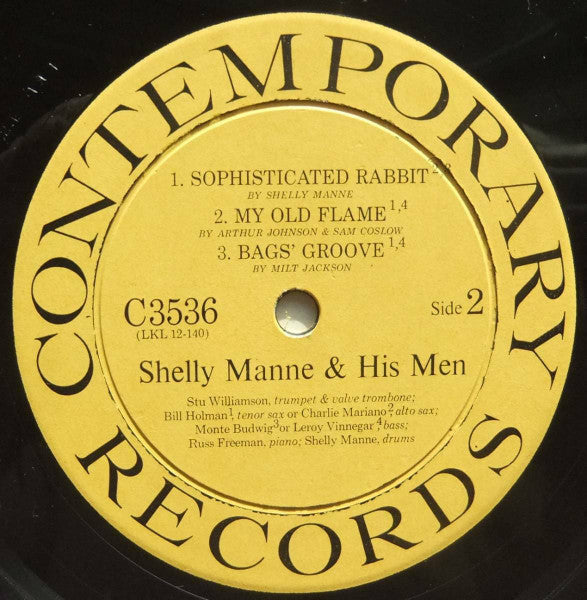 CONTEMPORARY
RECORDS
1. SOPHISTICATED RABBIT 2,3
BY SHELLY MANNE
2. MY OLD FLAME 1,4
BY ARTHUR JOHNSON & SAM COSLOW
3. BAGS' GROOVE 1,4
BY MILT JACKSON
C3536 Side 2
(LKL 12-140)
Shelly Manne & His Men
Stu Williamson, trumpet & valve trombone;
Bill Holman1, tenor sax or Charlie Mariano2, alto sax;
Monte Budwig3 or Leroy Vinnegar4, bass;
Russ Freeman, piano; Shelly Manne, drums